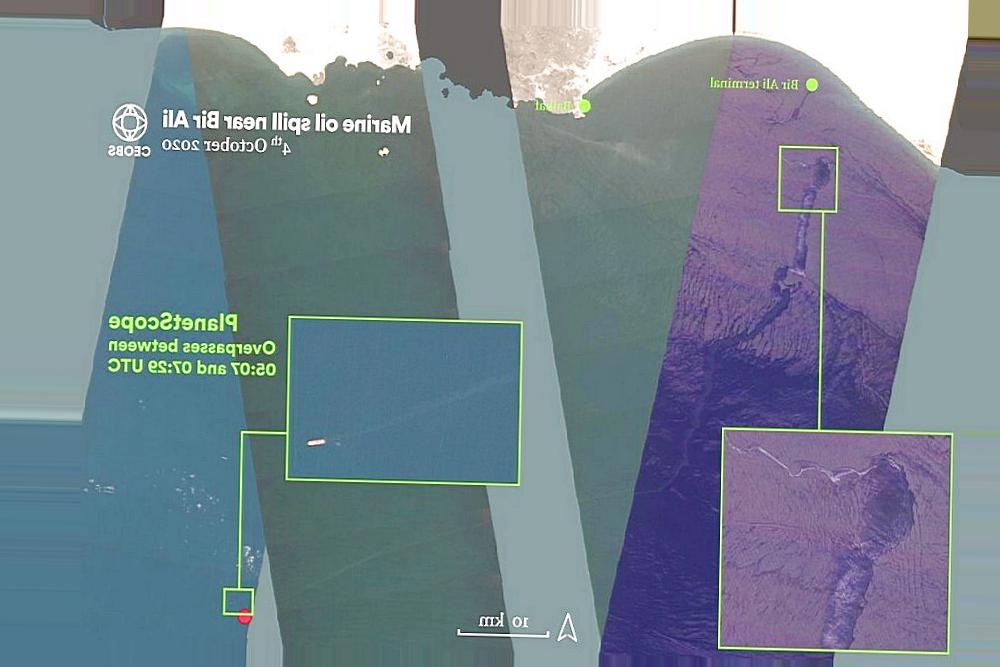 Marine oil spill near Bir Ali
4th October 2020
CEOBS
Bir Ali terminal
Balhaf
PlanetScope
Overpasses between
05:07 and 07:29 UTC
10 km